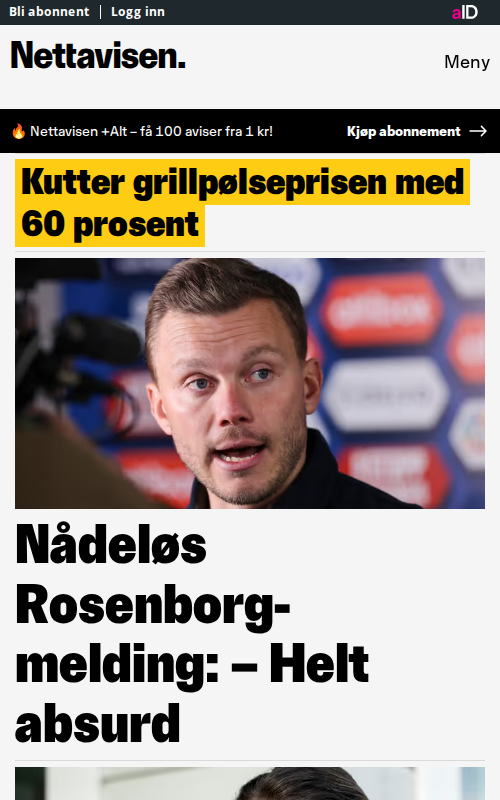 Bli abonnent | Logg inn
aID
Nettavisen.
Meny
🔥 Nettavisen +Alt – få 100 aviser fra 1 kr!
Kjøp abonnement →
Kutter grillpølseprisen med
60 prosent
Nådeløs
Rosenborg-
melding: – Helt
absurd